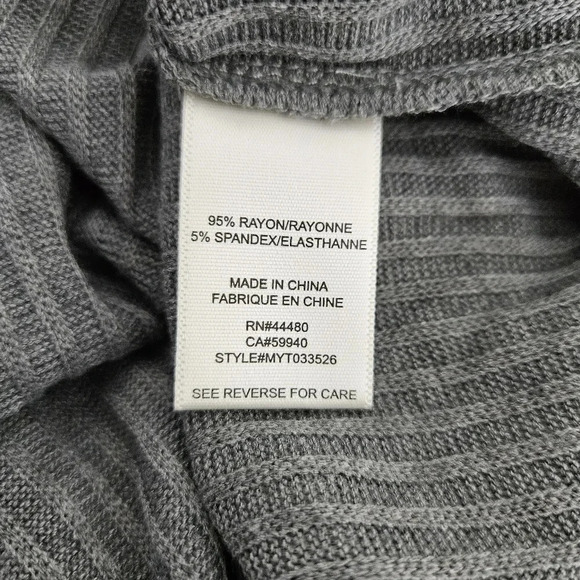 95% RAYON/RAYONNE
5% SPANDEX/ELASTHANNE
MADE IN CHINA
FABRIQUE EN CHINE
RN#44480
CA#59940
STYLE#MYT033526
SEE REVERSE FOR CARE